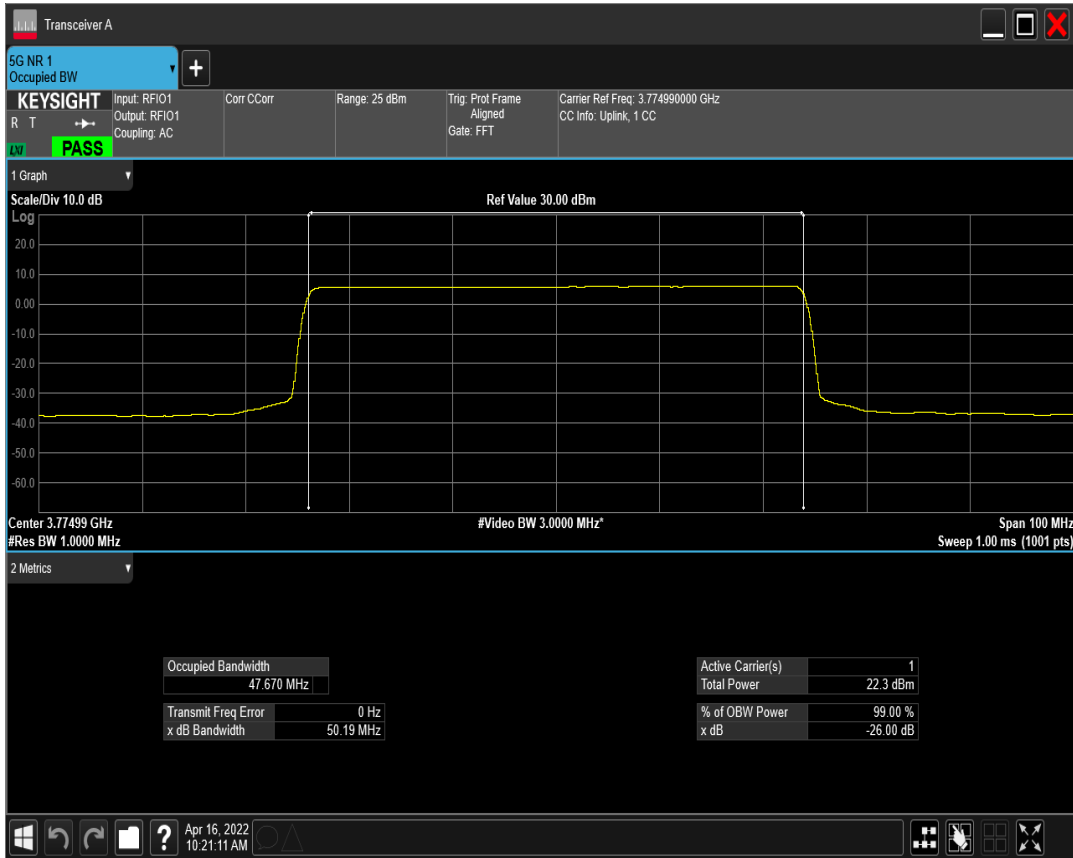 Transceiver A
5G NR 1
Occupied BW
KEYSIGHT
R T
LXI
PASS
Input: RFIO1
Output: RFIO1
Coupling: AC
Corr CCorr
Range: 25 dBm
Trig: Prot Frame
Aligned
Gate: FFT
Carrier Ref Freq: 3.774990000 GHz
CC Info: Uplink, 1 CC
1 Graph
Scale/Div 10.0 dB
Ref Value 30.00 dBm
Log
20.0
10.0
0.00
-10.0
-20.0
-30.0
-40.0
-50.0
-60.0
Center 3.77499 GHz
#Video BW 3.0000 MHz*
Span 100 MHz
#Res BW 1.0000 MHz
Sweep 1.00 ms (1001 pts)
2 Metrics
Occupied Bandwidth
47.670 MHz
Transmit Freq Error 0 Hz
x dB Bandwidth 50.19 MHz
Active Carrier(s) 1
Total Power 22.3 dBm
% of OBW Power 99.00 %
x dB -26.00 dB
?
Apr 16, 2022
10:21:11 AM